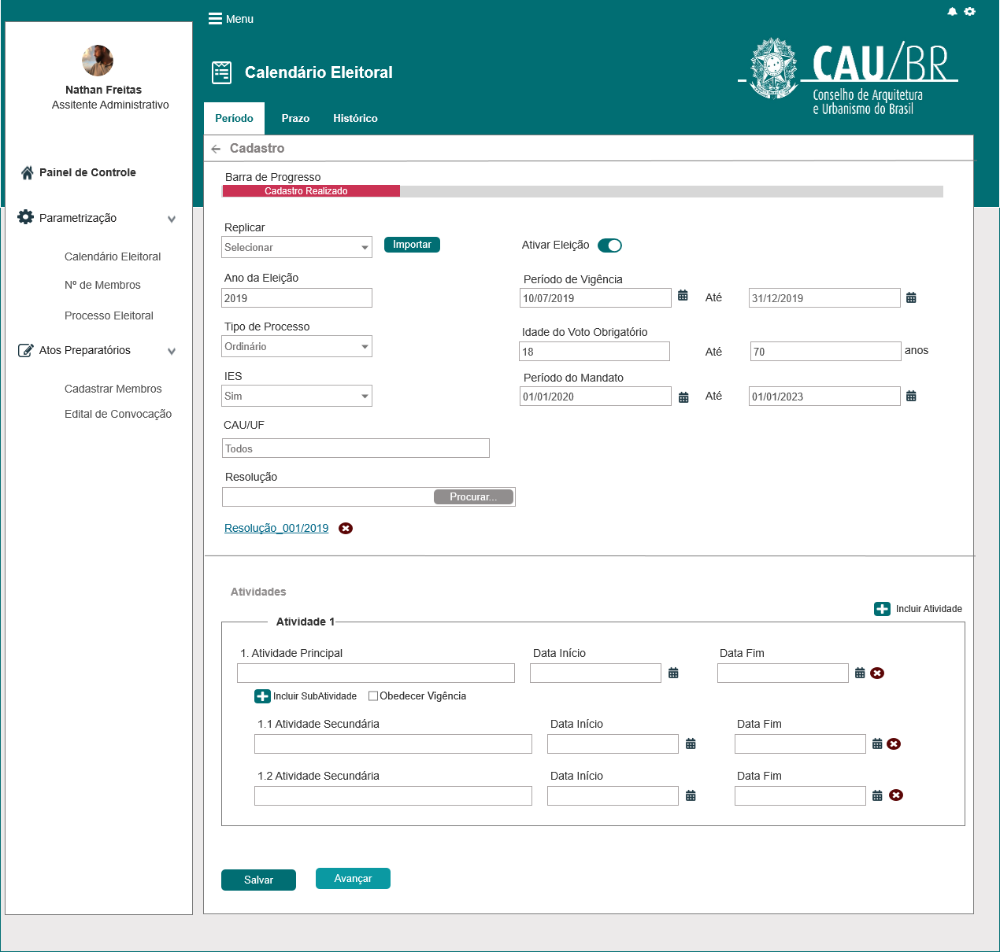 Menu
Nathan Freitas
Assitente Administrativo
Painel de Controle
Parametrização
Calendário Eleitoral
Nº de Membros
Processo Eleitoral
Atos Preparatórios
Cadastrar Membros
Edital de Convocação
Calendário Eleitoral
CAU/BR
Conselho de Arquitetura
e Urbanismo do Brasil
Período Prazo Histórico
Cadastro
Barra de Progresso
Cadastro Realizado
Replicar
Selecionar Importar Ativar Eleição
Ano da Eleição Período de Vigência
2019 10/07/2019 Até 31/12/2019
Tipo de Processo Idade do Voto Obrigatório
Ordinário 18 Até 70 anos
IES Período do Mandato
Sim 01/01/2020 Até 01/01/2023
CAU/UF
Todos
Resolução
Procurar...
Resolução_001/2019
Atividades
Incluir Atividade
Atividade 1
1. Atividade Principal Data Início Data Fim
Incluir SubAtividade Obedecer Vigência
1.1 Atividade Secundária Data Início Data Fim
1.2 Atividade Secundária Data Início Data Fim
Salvar Avançar